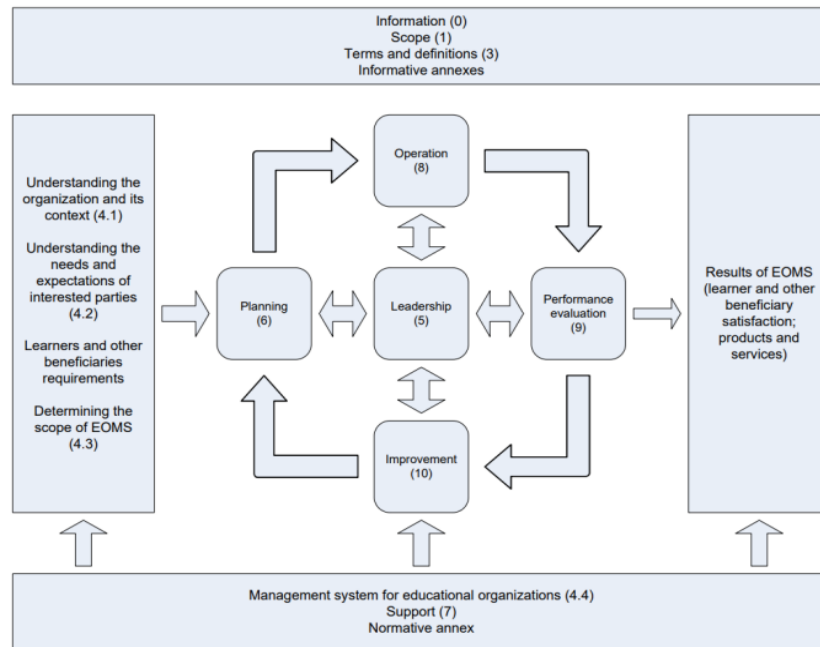 Information (0)
Scope (1)
Terms and definitions (3)
Informative annexes
Understanding the
organization and its
context (4.1)
Understanding the
needs and
expectations of
interested parties
(4.2)
Learners and other
beneficiaries
requirements
Determining the
scope of EOMS
(4.3)
Operation
(8)
Planning
(6)
Leadership
(5)
Performance
evaluation
(9)
Improvement
(10)
Results of EOMS
(learner and other
beneficiary
satisfaction;
products and
services)
Management system for educational organizations (4.4)
Support (7)
Normative annex